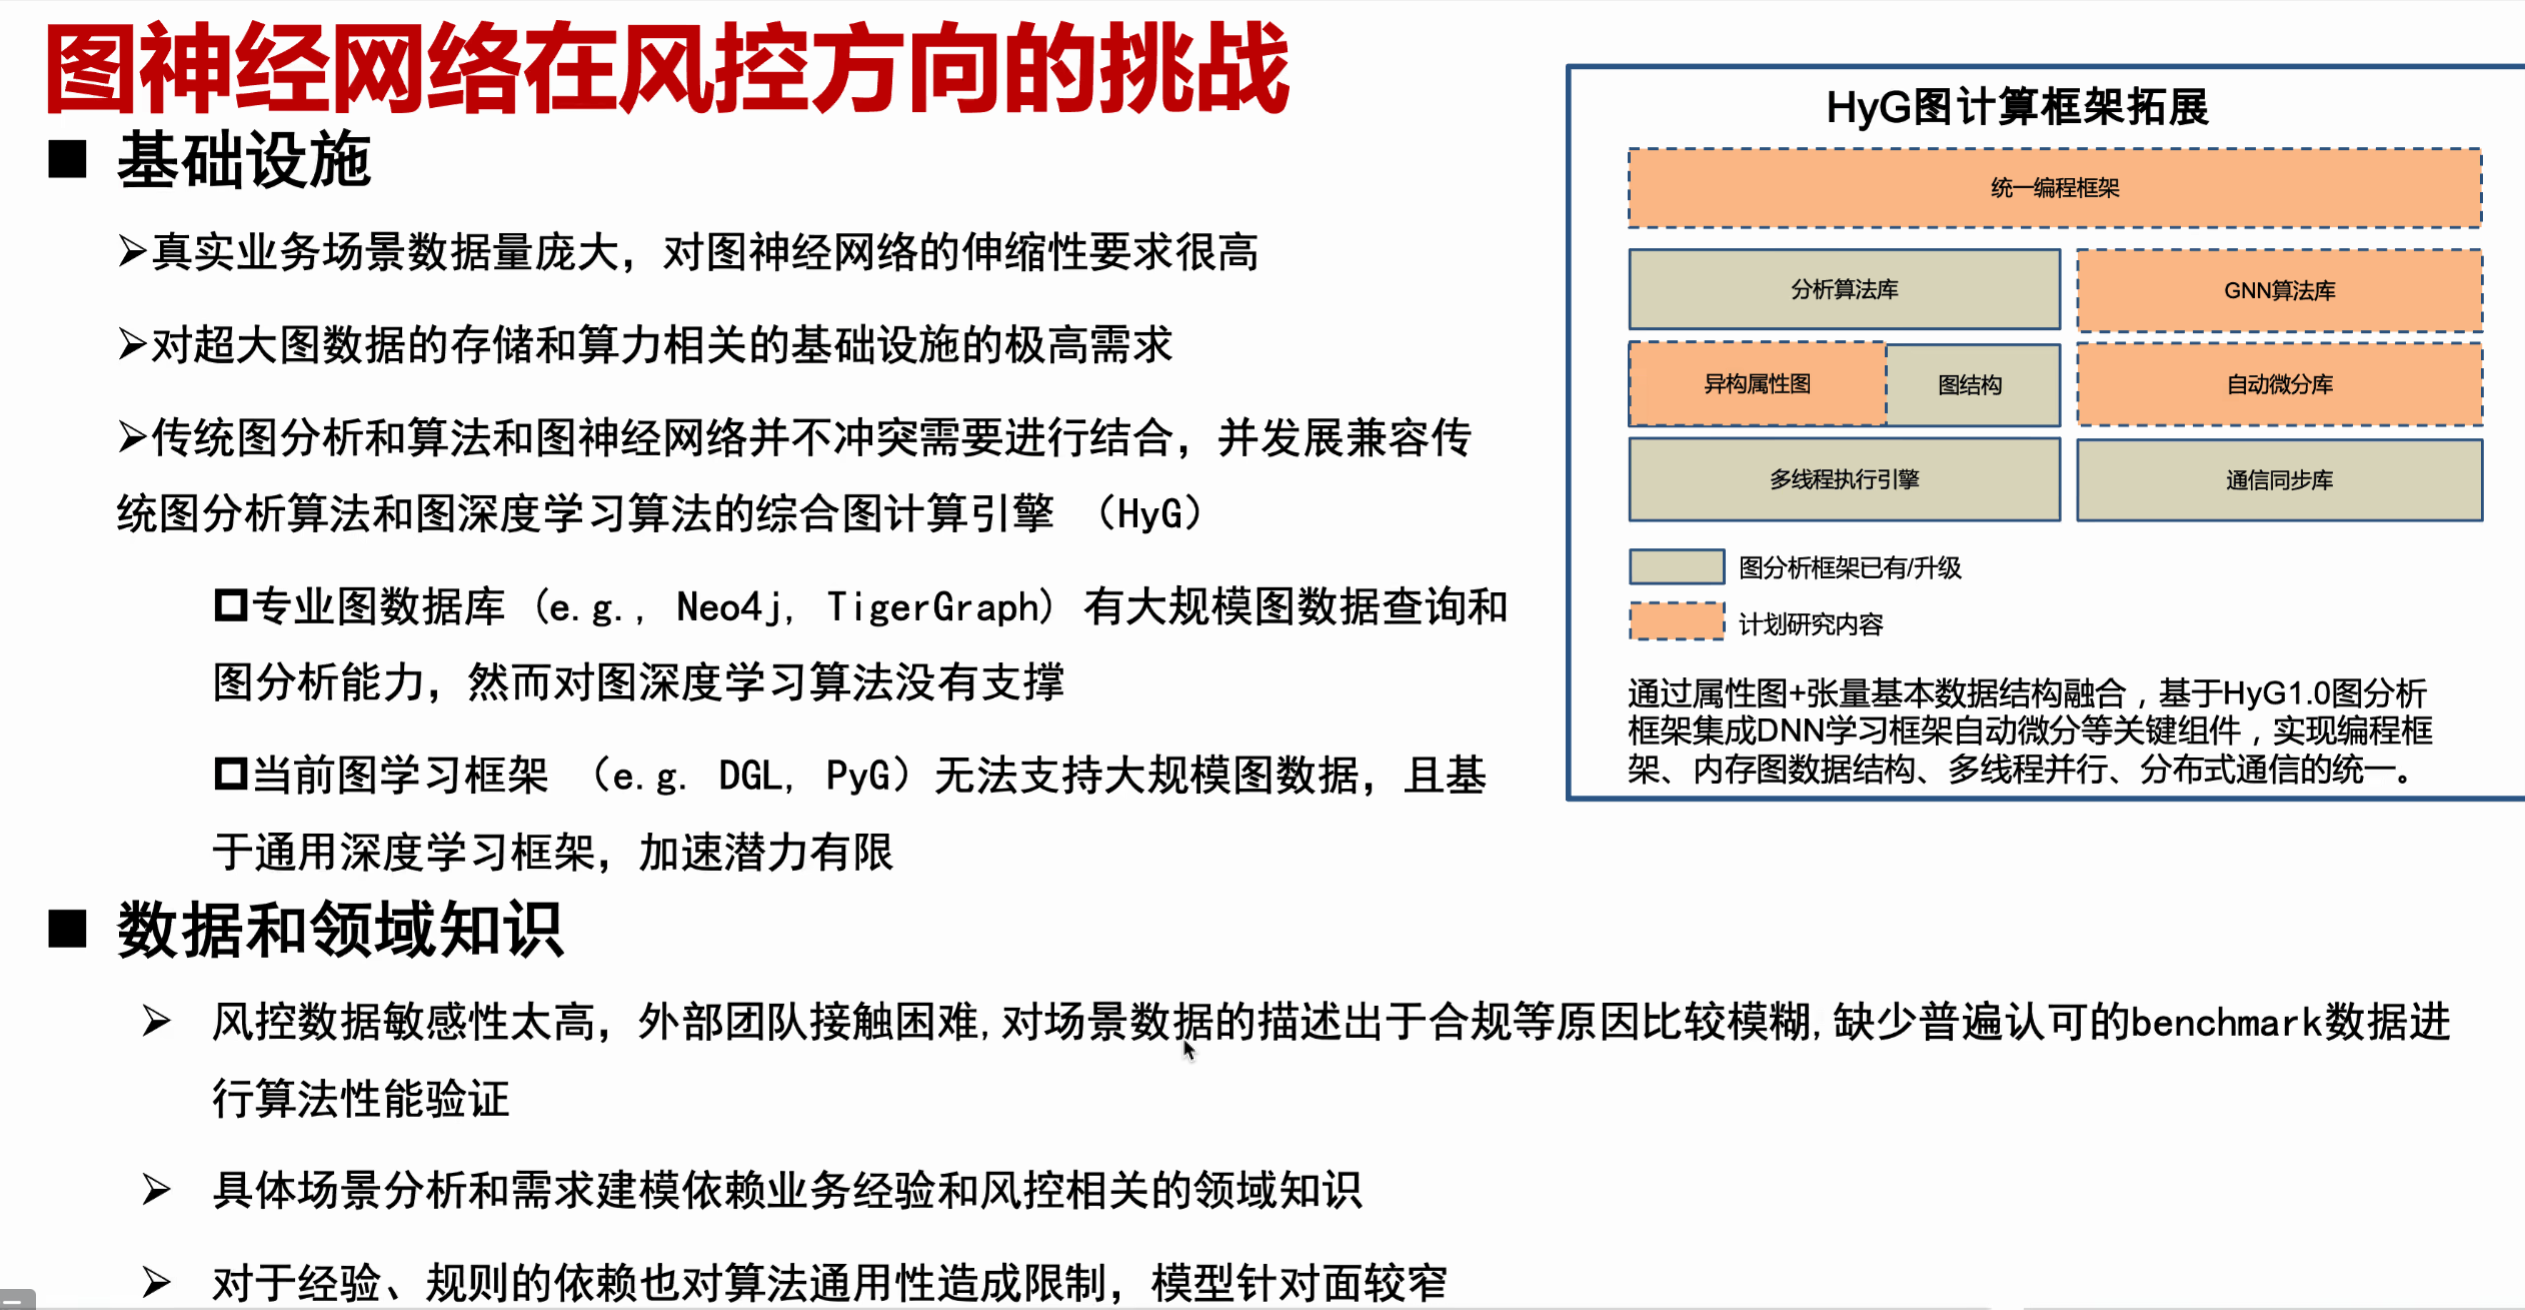 图神经网络在风控方向的挑战
■ 基础设施
➢真实业务场景数据量庞大，对图神经网络的伸缩性要求很高
➢对超大图数据的存储和算力相关的基础设施的极高需求
➢传统图分析和算法和图神经网络并不冲突需要进行结合，并发展兼容传
统图分析算法和图深度学习算法的综合图计算引擎 （HyG）
❑专业图数据库 (e.g., Neo4j, TigerGraph) 有大规模图数据查询和
图分析能力，然而对图深度学习算法没有支撑
❑当前图学习框架 （e.g. DGL, PyG）无法支持大规模图数据，且基
于通用深度学习框架，加速潜力有限
■ 数据和领域知识
➢ 风控数据敏感性太高，外部团队接触困难,对场景数据的描述出于合规等原因比较模糊,缺少普遍认可的benchmark数据进
行算法性能验证
➢ 具体场景分析和需求建模依赖业务经验和风控相关的领域知识
➢ 对于经验、规则的依赖也对算法通用性造成限制，模型针对面较窄
HyG图计算框架拓展
统一编程框架
分析算法库
GNN算法库
异构属性图
图结构
自动微分库
多线程执行引擎
通信同步库
图分析框架已有/升级
计划研究内容
通过属性图+张量基本数据结构融合，基于HyG1.0图分析
框架集成DNN学习框架自动微分等关键组件，实现编程框
架、内存图数据结构、多线程并行、分布式通信的统一。